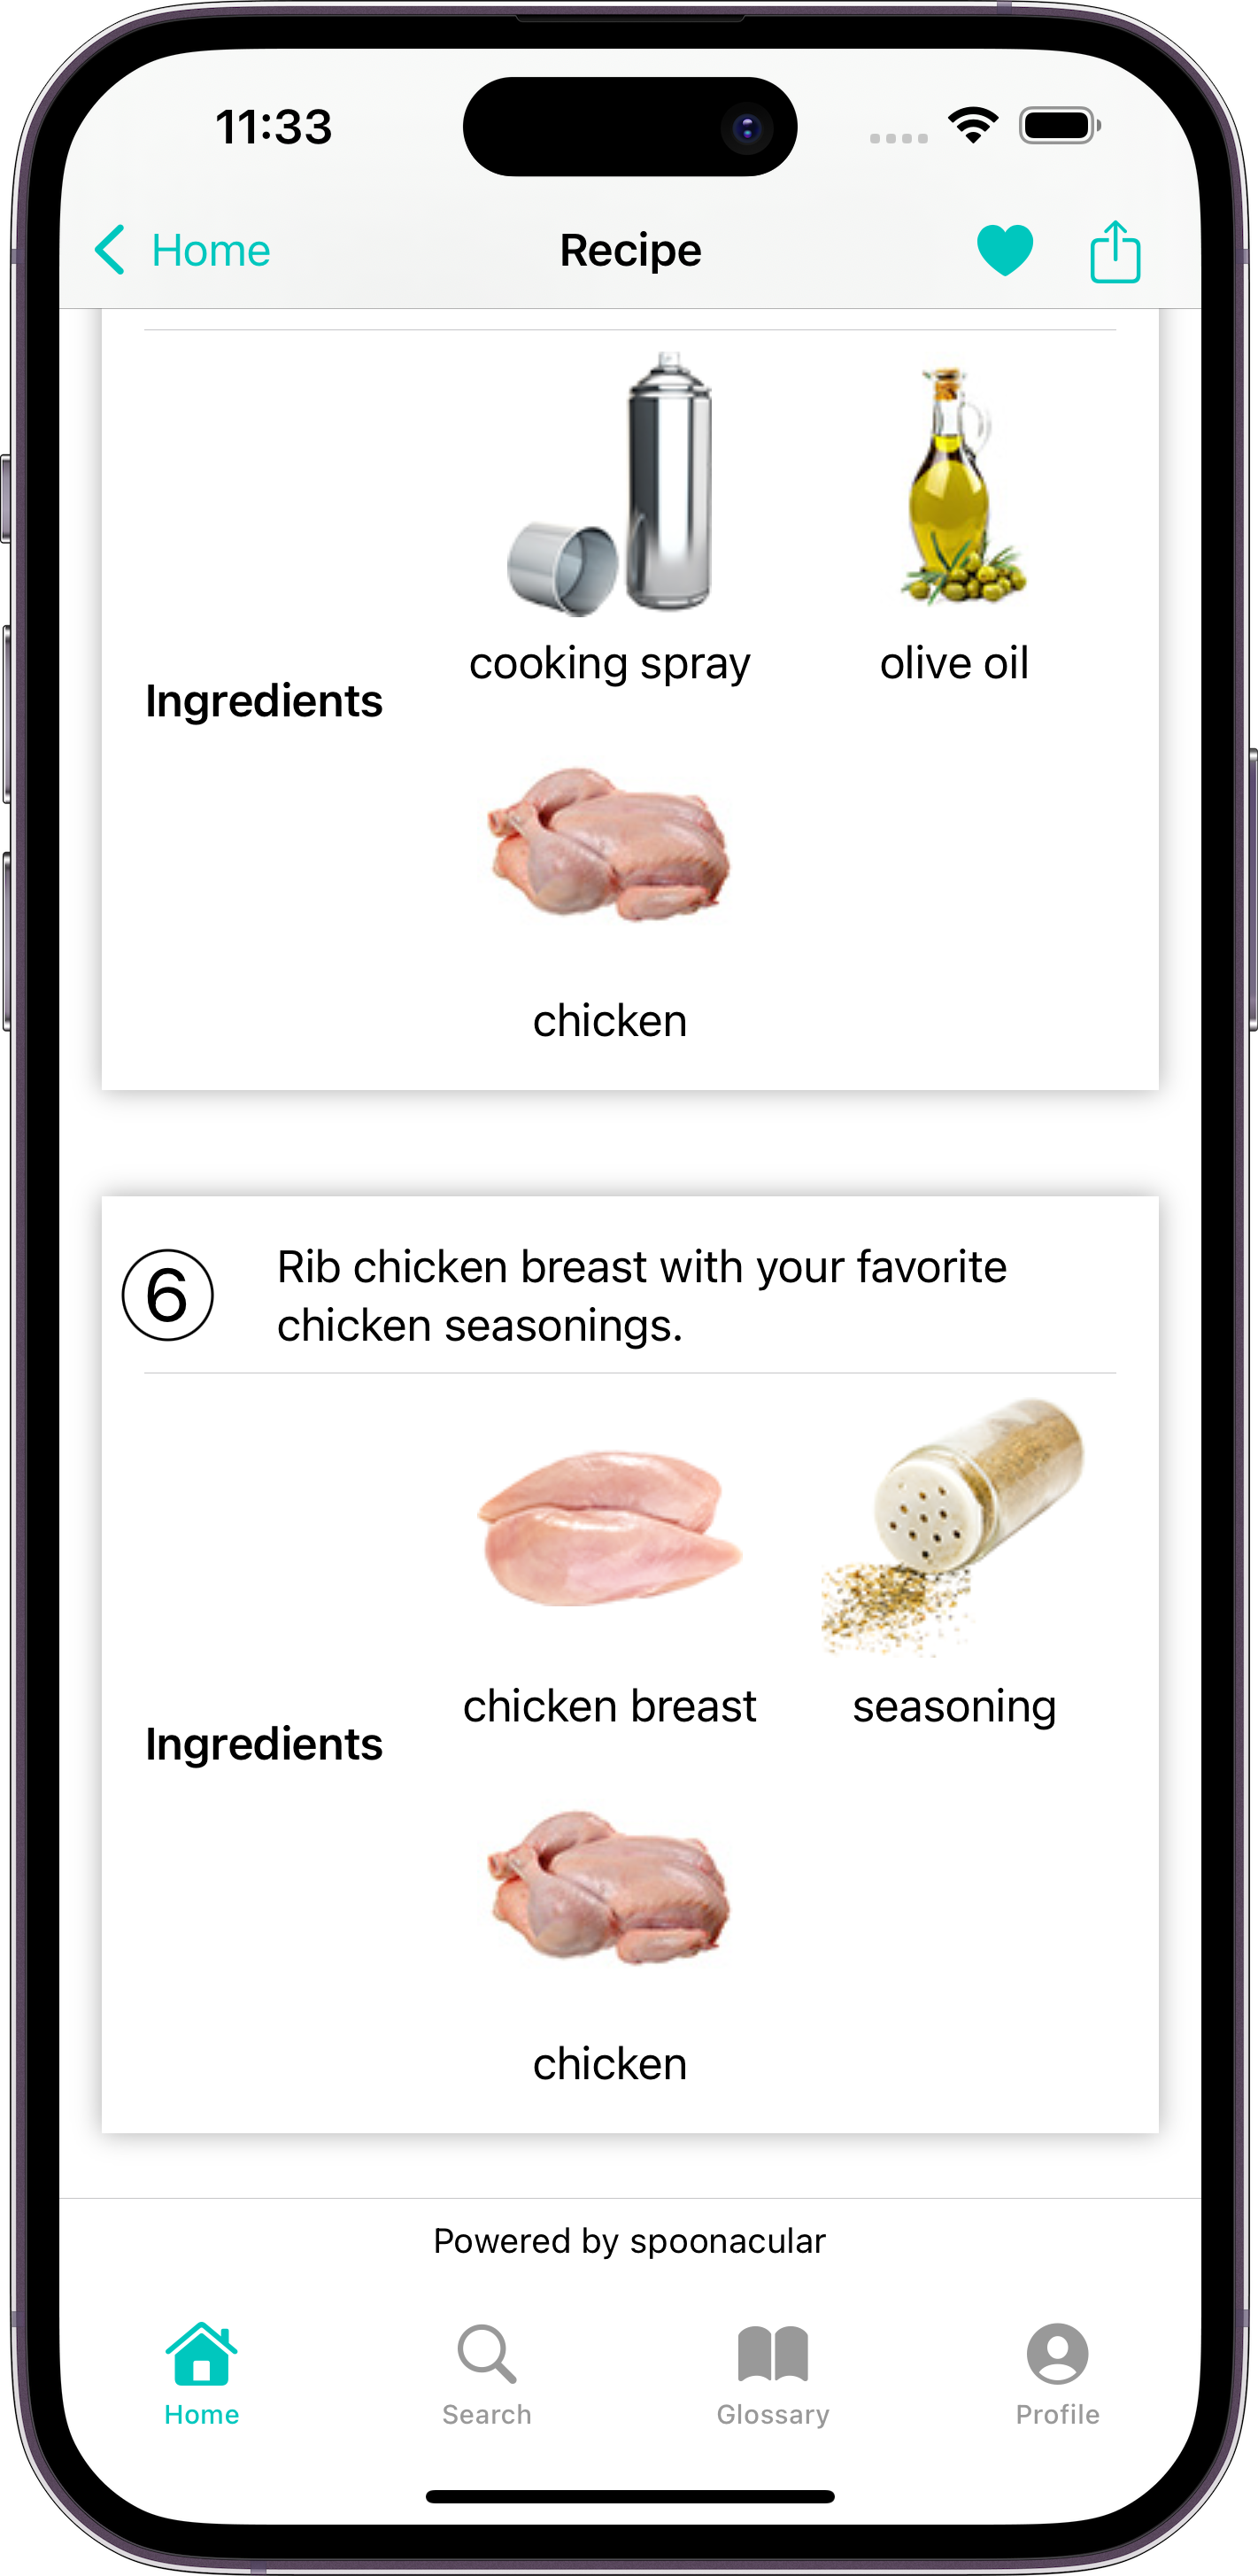 11:33
Home
Recipe
cooking spray
olive oil
Ingredients
chicken
6
Rib chicken breast with your favorite
chicken seasonings.
chicken breast
seasoning
Ingredients
chicken
Powered by spoonacular
Home
Search
Glossary
Profile